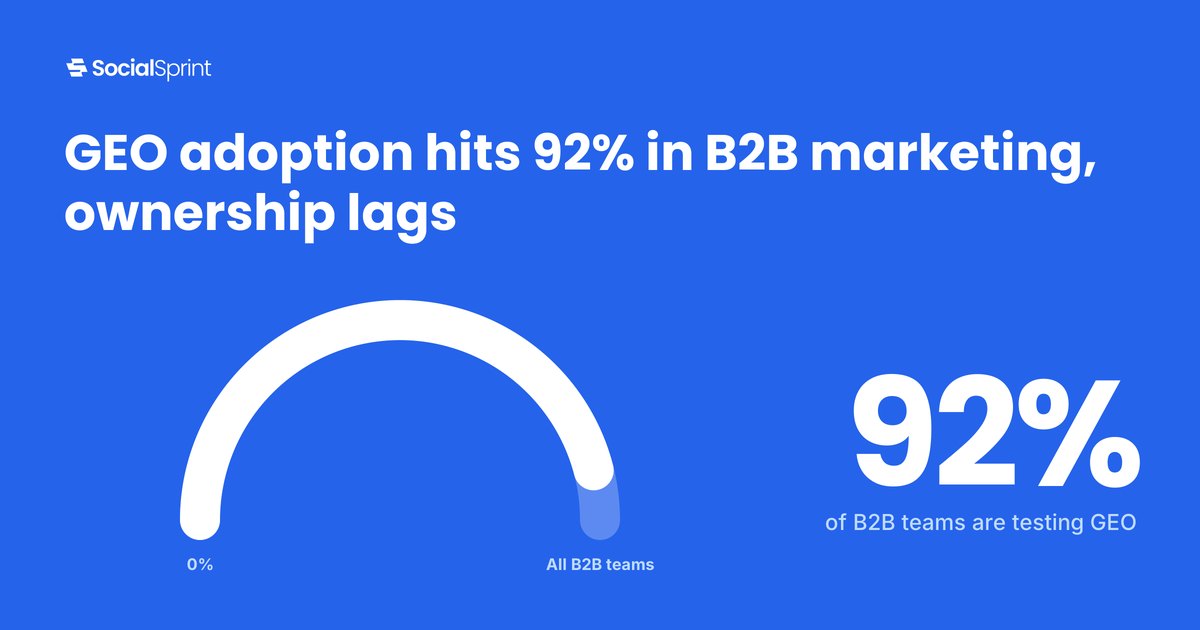 SocialSprint
GEO adoption hits 92% in B2B marketing,
ownership lags
92%
of B2B teams are testing GEO
0%
All B2B teams